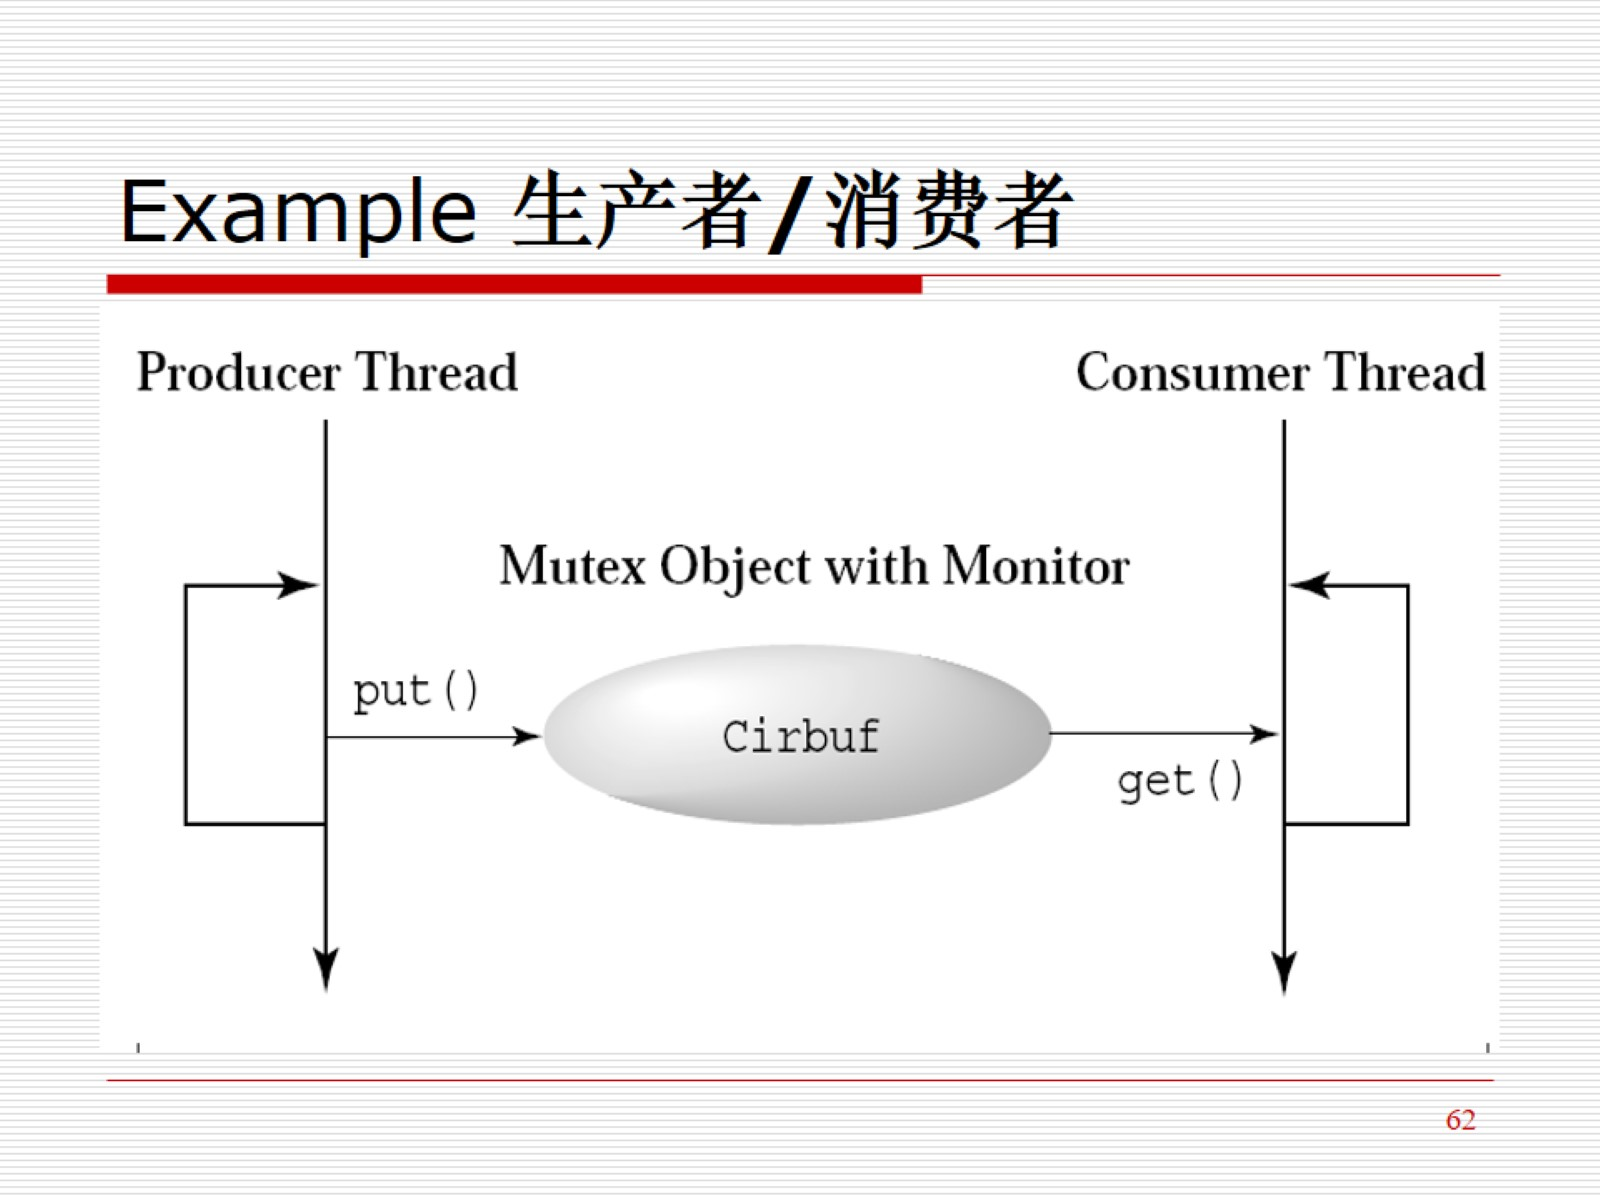 Example 生产者/消费者
Producer Thread
Consumer Thread
Mutex Object with Monitor
put()
Cirbuf
get()
62